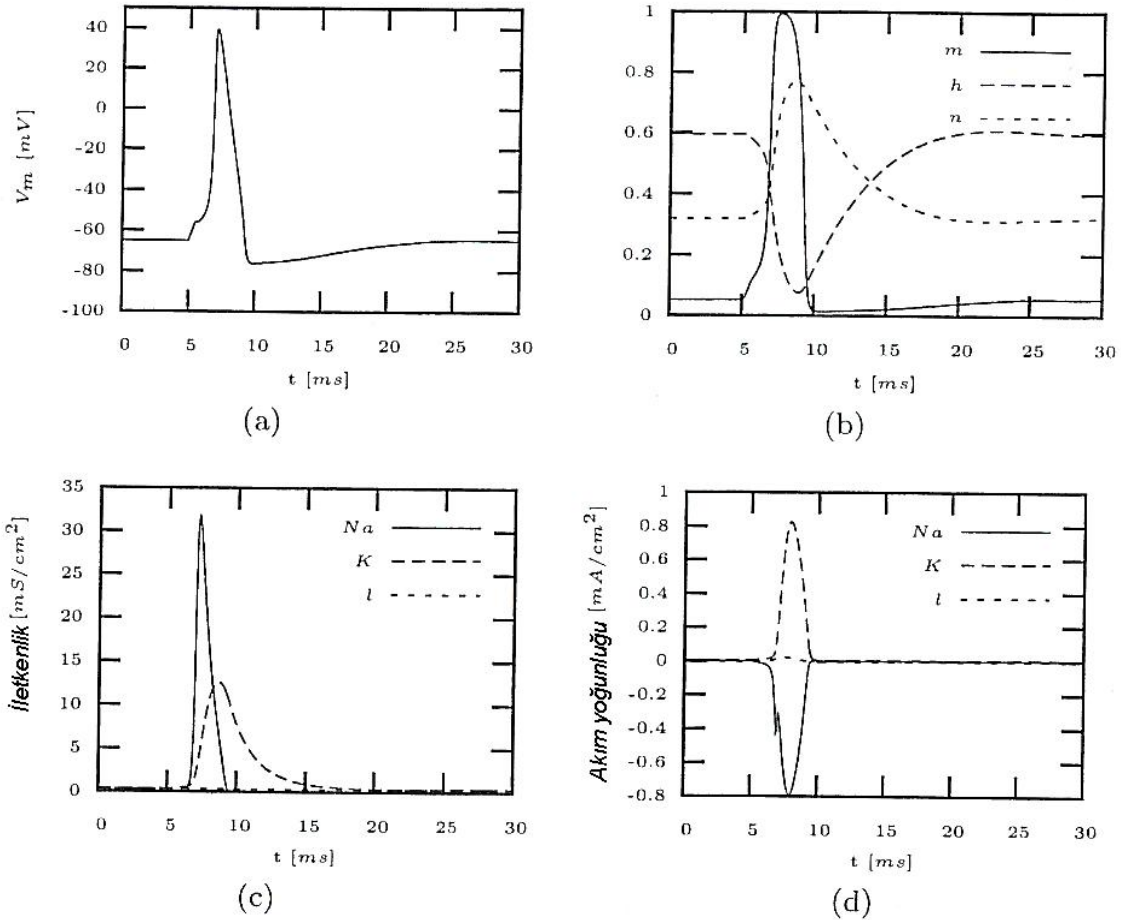 V_m [mV]
40
20
0
-20
-40
-60
-80
-100
0 5 10 15 20 25 30
t [ms]
(a)
1
0.8
0.6
0.4
0.2
0
m
h
n
0 5 10 15 20 25 30
t [ms]
(b)
İletkenlik [mS/cm²]
35
30
25
20
15
10
5
0
Na
K
l
0 5 10 15 20 25 30
t [ms]
(c)
Akım yoğunluğu [mA/cm²]
1
0.8
0.6
0.4
0.2
0
-0.2
-0.4
-0.6
-0.8
Na
K
l
0 5 10 15 20 25 30
t [ms]
(d)